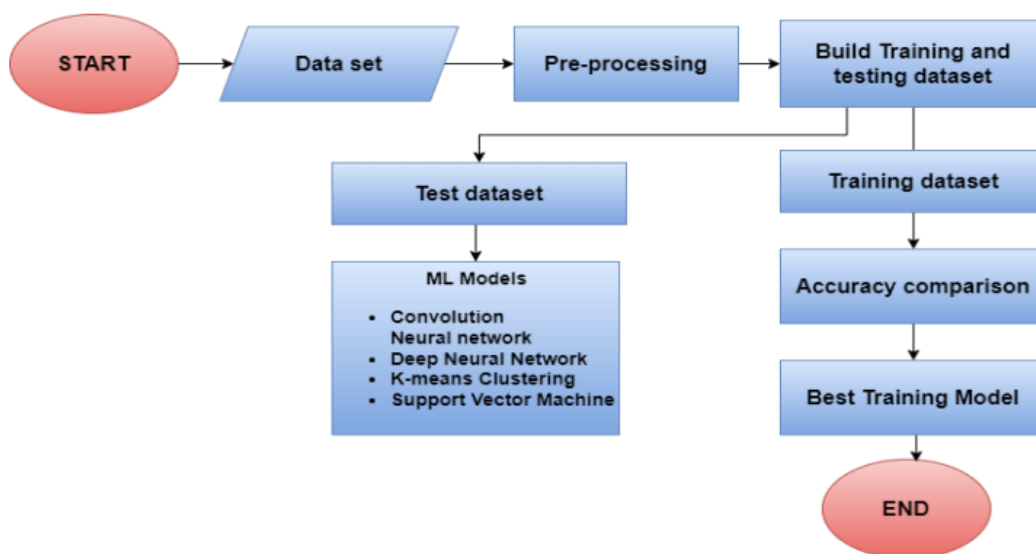 START
Data set
Pre-processing
Build Training and
testing dataset
Test dataset
Training dataset
ML Models
• Convolution
Neural network
• Deep Neural Network
• K-means Clustering
• Support Vector Machine
Accuracy comparison
Best Training Model
END